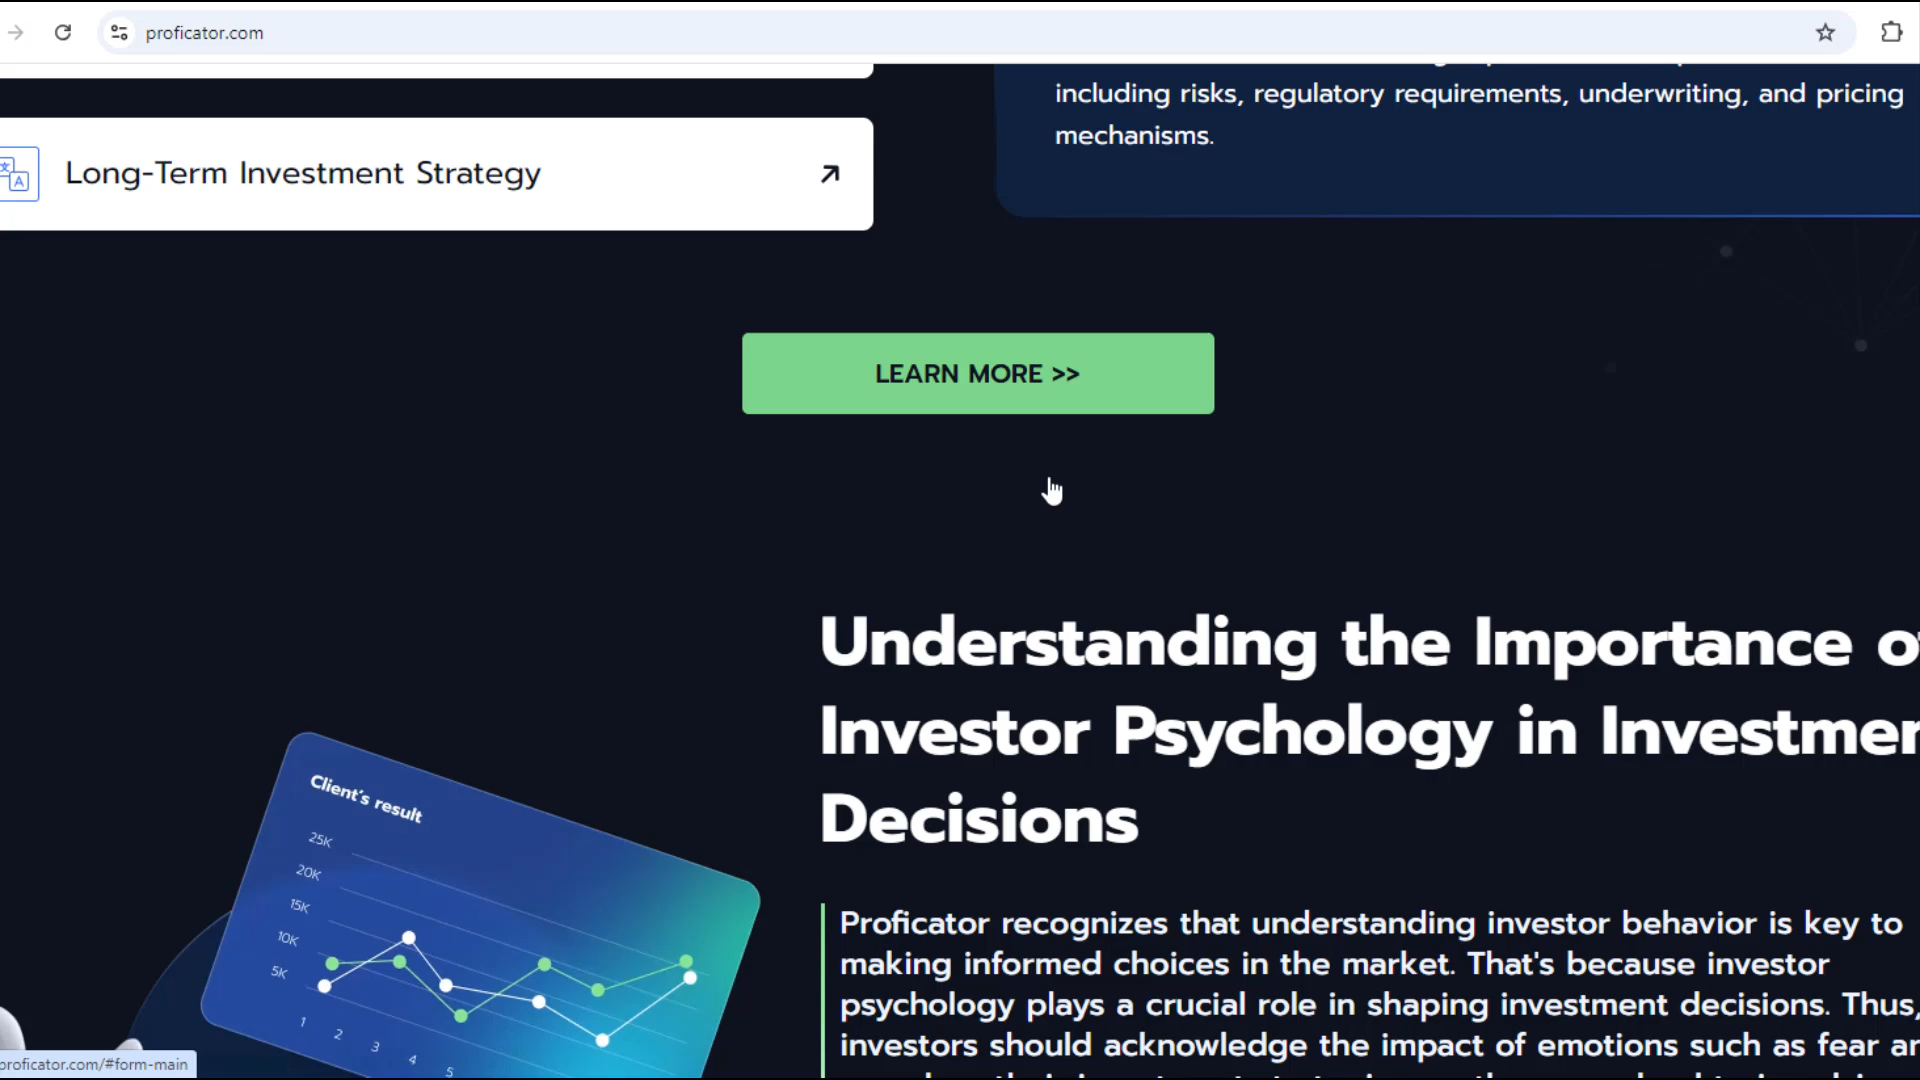 proficator.com
including risks, regulatory requirements, underwriting, and pricing
mechanisms.
Long-Term Investment Strategy
LEARN MORE >>
Understanding the Importance
Investor Psychology in
Decisions
Client's result
25K
20K
15K
10K
5K
1
2
3
4
5
Proficator recognizes that understanding investor behavior is key to
making informed choices in the market. That's because investor
psychology plays a crucial role in shaping investment decisions. Thus,
investors should acknowledge the impact of emotions such as fear
proficator.com/#form-main